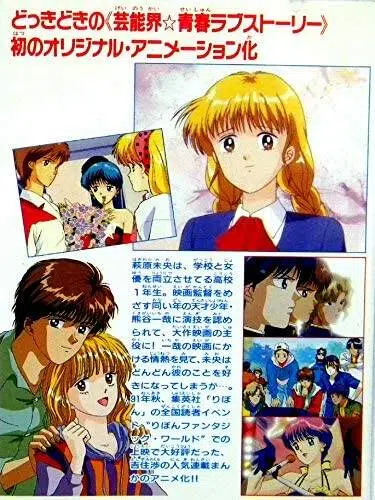 どっきどきの《芸能界☆青春ラブストーリー》
初のオリジナル・アニメーション化
萩原未央は、学校と女
優を両立させてる高校
1年生。映画監督をめ
ざす同い年の天才少年・
熊谷一哉に演技を認め
られて、大作映画の主
役に!一哉の映画にか
ける情熱を見て、未央は
どんどん彼のことを好
きになってしまうが…。
'91年秋、集英社「りぼ
ん」の全国読者イベン
ト"りぼんファンタジ
ック・ワールド"での
上映で大好評だった、
吉住渉の人気連載まん
がのアニメ化!!